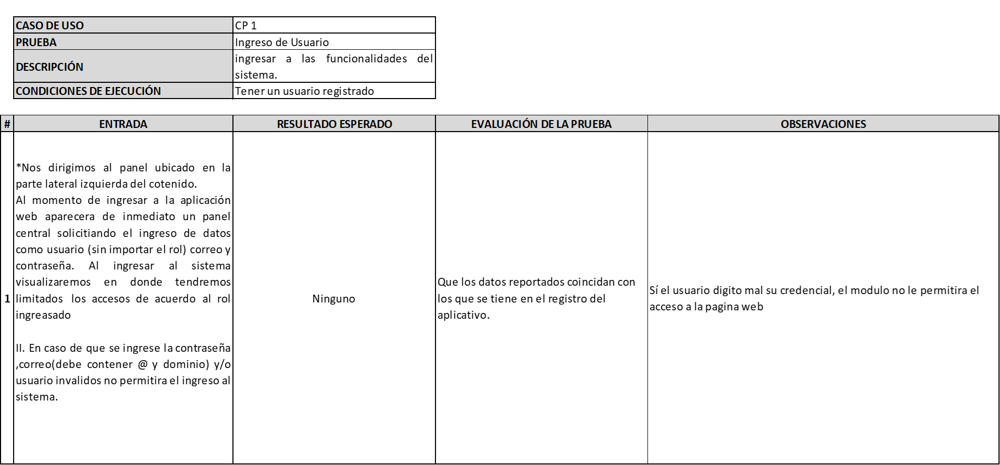 CASO DE USO CP 1
PRUEBA Ingreso de Usuario
DESCRIPCIÓN ingresar a las funcionalidades del
sistema.
CONDICIONES DE EJECUCIÓN Tener un usuario registrado
# ENTRADA RESULTADO ESPERADO EVALUACIÓN DE LA PRUEBA OBSERVACIONES
1
*Nos dirigimos al panel ubicado en la
parte lateral izquierda del cotenido.
Al momento de ingresar a la aplicación
web aparecera de inmediato un panel
central solicitiando el ingreso de datos
como usuario (sin importar el rol) correo y
contraseña. Al ingresar al sistema
visualizaremos en donde tendremos
limitados los accesos de acuerdo al rol
ingreasado
II. En caso de que se ingrese la contraseña
,correo(debe contener @ y dominio) y/o
usuario invalidos no permitira el ingreso al
sistema.
Ninguno
Que los datos reportados coincidan con
los que se tiene en el registro del
aplicativo.
Sí el usuario digito mal su credencial, el modulo no le permitira el
acceso a la pagina web